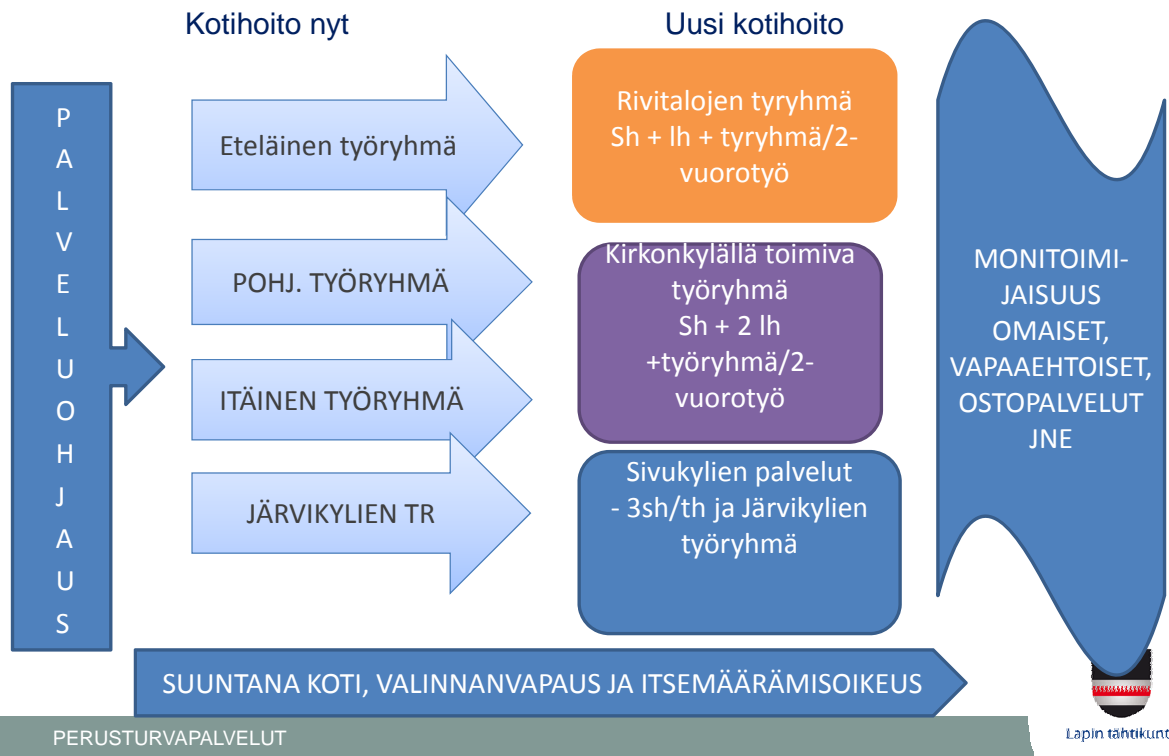 Kotihoito nyt
Uusi kotihoito
P
A
L
V
E
L
U
O
H
J
A
U
S
Eteläinen työryhmä
POHJ. TYÖRYHMÄ
ITÄINEN TYÖRYHMÄ
JÄRVIKYLIEN TR
Rivitalojen tyryhmä
Sh + lh + tyryhmä/2-
vuorotyö
Kirkonkylällä toimiva
työryhmä
Sh + 2 lh
+työryhmä/2-
vuorotyö
Sivukylien palvelut
- 3sh/th ja Järvikylien
työryhmä
MONITOIMI-
JAISUUS
OMAISET,
VAPAAEHTOISET,
OSTOPALVELUT
JNE
SUUNTANA KOTI, VALINNANVAPAUS JA ITSEMÄÄRÄMISOIKEUS
PERUSTURVAPALVELUT
Lapin tähtikunt